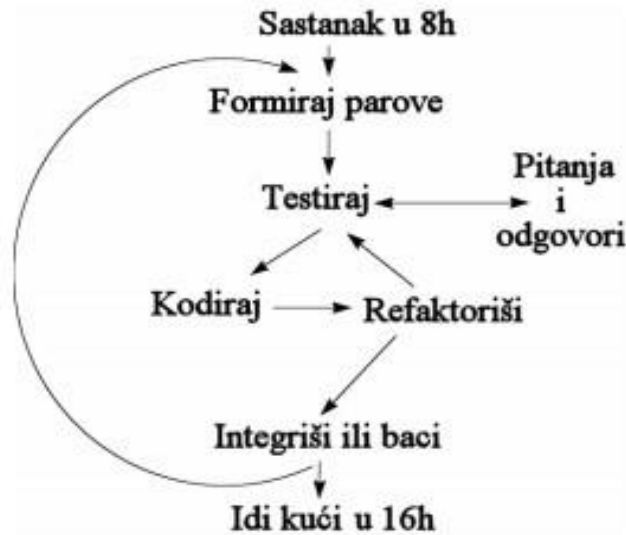 Sastanak u 8h
Formiraj parove
Testiraj
Pitanja
i
odgovori
Kodiraj
Refaktoriši
Integriši ili baci
Idi kući u 16h